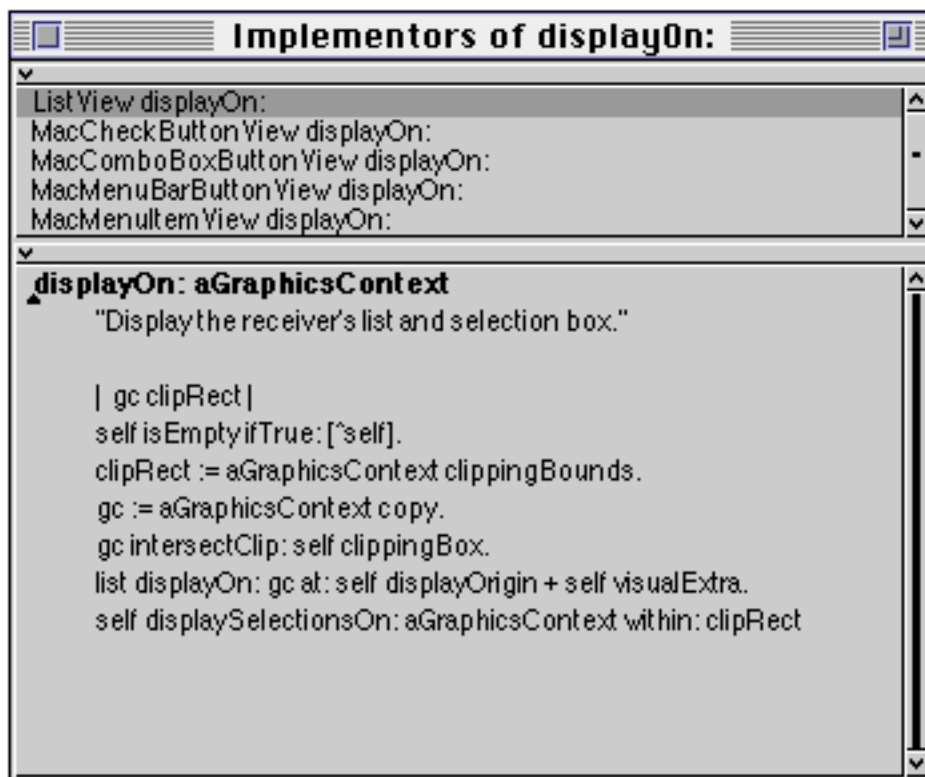 Implementors of displayOn:
ListView displayOn:
MacCheckButtonView displayOn:
MacComboBoxButtonView displayOn:
MacMenuBarButtonView displayOn:
MacMenuItemView displayOn:
displayOn: aGraphicsContext
"Display the receiver's list and selection box."
| gc clipRect |
self isEmpty ifTrue: [^self].
clipRect := aGraphicsContext clippingBounds.
gc := aGraphicsContext copy.
gc intersectClip: self clippingBox.
list displayOn: gc at: self displayOrigin + self visualExtra.
self displaySelectionsOn: aGraphicsContext within: clipRect